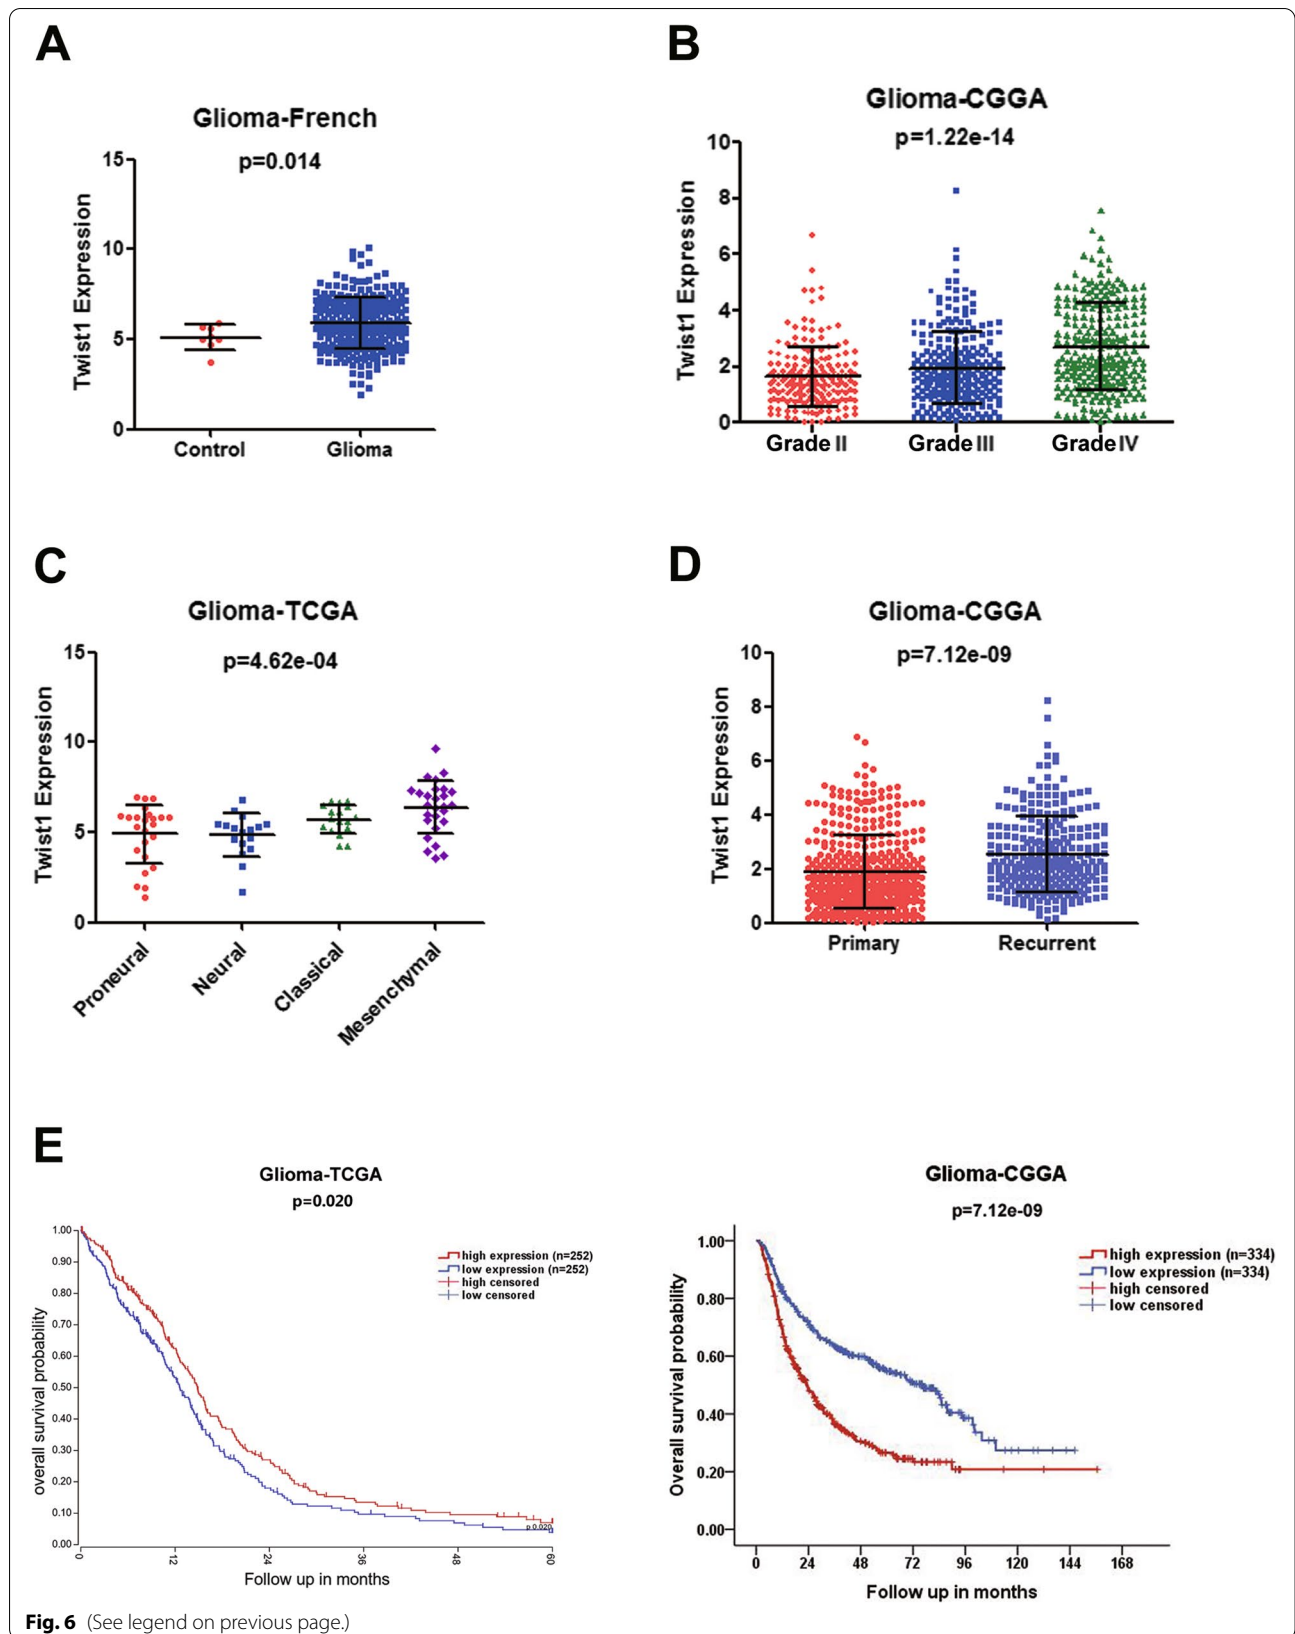 A
Glioma-French
p=0.014
Twist1 Expression
15
10
5
0
Control
Glioma
B
Glioma-CGGA
p=1.22e-14
Twist1 Expression
10
8
6
4
2
0
Grade II
Grade III
Grade IV
C
Glioma-TCGA
p=4.62e-04
Twist1 Expression
15
10
5
0
Proneural
Neural
Classical
Mesenchymal
D
Glioma-CGGA
p=7.12e-09
Twist1 Expression
10
8
6
4
2
0
Primary
Recurrent
E
Glioma-TCGA
p=0.020
overall survival probability
1.00
0.90
0.80
0.70
0.60
0.50
0.40
0.30
0.20
0.10
0.00
high expression (n=252)
low expression (n=252)
high censored
low censored
p 0.020
0
12
24
36
48
60
Follow up in months
Glioma-CGGA
p=7.12e-09
Overall survival probability
1.00
0.80
0.60
0.40
0.20
0.00
high expression (n=334)
low expression (n=334)
high censored
low censored
0
24
48
72
96
120
144
168
Follow up in months
Fig. 6 (See legend on previous page.)